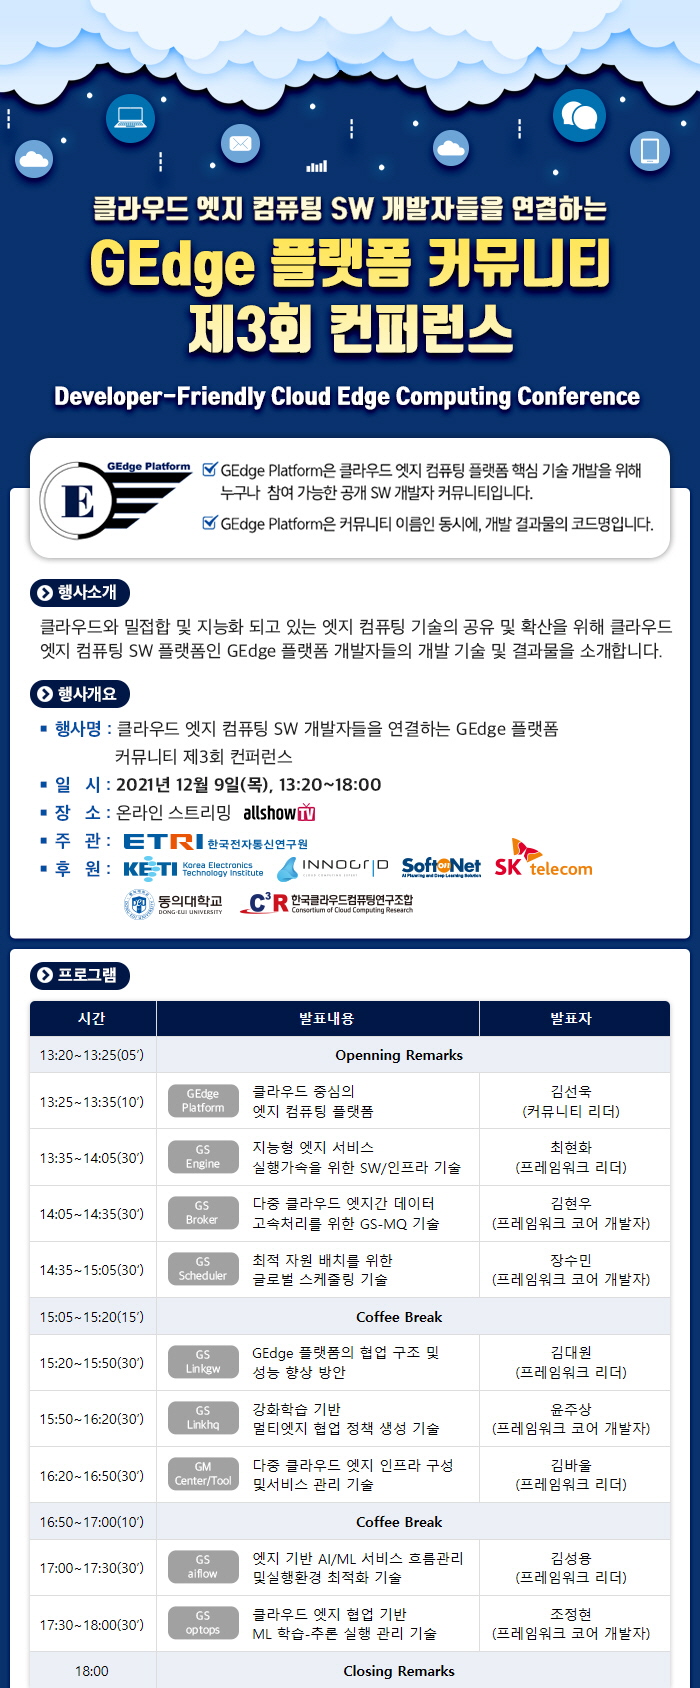 클라우드 엣지 컴퓨팅 SW 개발자들을 연결하는
GEdge 플랫폼 커뮤니티
제3회 컨퍼런스
Developer-Friendly Cloud Edge Computing Conference
GEdge Platform
E
GEdge Platform은 클라우드 엣지 컴퓨팅 플랫폼 핵심 기술 개발을 위해
누구나 참여 가능한 공개 SW 개발자 커뮤니티입니다.
GEdge Platform은 커뮤니티 이름인 동시에, 개발 결과물의 코드명입니다.
행사소개
클라우드와 밀접합 및 지능화 되고 있는 엣지 컴퓨팅 기술의 공유 및 확산을 위해 클라우드
엣지 컴퓨팅 SW 플랫폼인 GEdge 플랫폼 개발자들의 개발 기술 및 결과물을 소개합니다.
행사개요
행사명 : 클라우드 엣지 컴퓨팅 SW 개발자들을 연결하는 GEdge 플랫폼
커뮤니티 제3회 컨퍼런스
일 시 : 2021년 12월 9일(목), 13:20~18:00
장 소 : 온라인 스트리밍 allshowTV
주 관 : ETRI 한국전자통신연구원
후 원 : KETI Korea Electronics Technology Institute INNOGRID CLOUD COMPUTING EXPERT SoftOnNet AI Planning and Deep Learning Solution SK telecom
동의대학교 DONG-EUI UNIVERSITY C3R 한국클라우드컴퓨팅연구조합 Consortium of Cloud Computing Research
프로그램
시간 발표내용 발표자
13:20~13:25(05′) Openning Remarks
13:25~13:35(10′) GEdge Platform 클라우드 중심의 김선욱
엣지 컴퓨팅 플랫폼 (커뮤니티 리더)
13:35~14:05(30′) GS Engine 지능형 엣지 서비스 최현화
실행가속을 위한 SW/인프라 기술 (프레임워크 리더)
14:05~14:35(30′) GS Broker 다중 클라우드 엣지간 데이터 김현우
고속처리를 위한 GS-MQ 기술 (프레임워크 코어 개발자)
14:35~15:05(30′) GS Scheduler 최적 자원 배치를 위한 장수민
글로벌 스케줄링 기술 (프레임워크 코어 개발자)
15:05~15:20(15′) Coffee Break
15:20~15:50(30′) GS Linkgw GEdge 플랫폼의 협업 구조 및 김대원
성능 향상 방안 (프레임워크 리더)
15:50~16:20(30′) GS Linkhq 강화학습 기반 윤주상
멀티엣지 협업 정책 생성 기술 (프레임워크 코어 개발자)
16:20~16:50(30′) GM Center/Tool 다중 클라우드 엣지 인프라 구성 김바울
및서비스 관리 기술 (프레임워크 리더)
16:50~17:00(10′) Coffee Break
17:00~17:30(30′) GS aiflow 엣지 기반 AI/ML 서비스 흐름관리 김성용
및실행환경 최적화 기술 (프레임워크 리더)
17:30~18:00(30′) GS optops 클라우드 엣지 협업 기반 조정현
ML 학습-추론 실행 관리 기술 (프레임워크 코어 개발자)
18:00 Closing Remarks